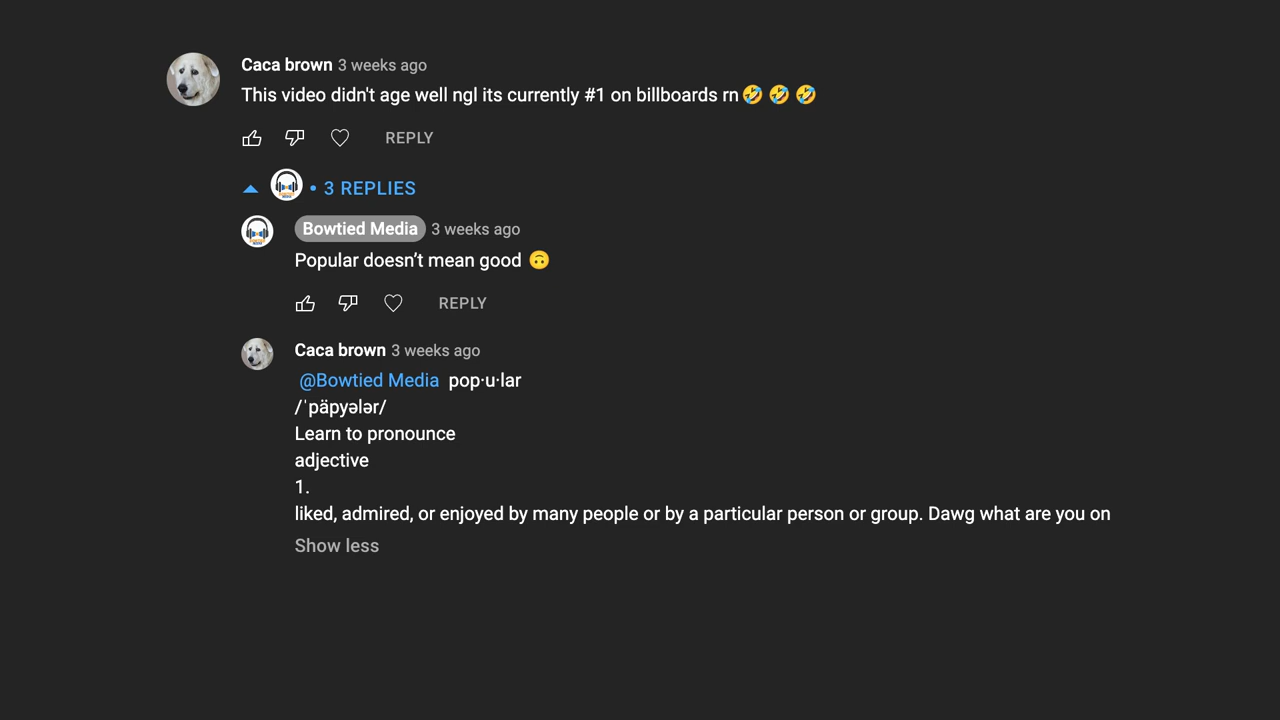 Caca brown 3 weeks ago
This video didn't age well ngl its currently #1 on billboards rn🤣 🤣 🤣
REPLY
• 3 REPLIES
Bowtied Media 3 weeks ago
Popular doesn’t mean good 🙃
REPLY
Caca brown 3 weeks ago
@Bowtied Media pop·u·lar
/ˈpäpyələr/
Learn to pronounce
adjective
1.
liked, admired, or enjoyed by many people or by a particular person or group. Dawg what are you on
Show less